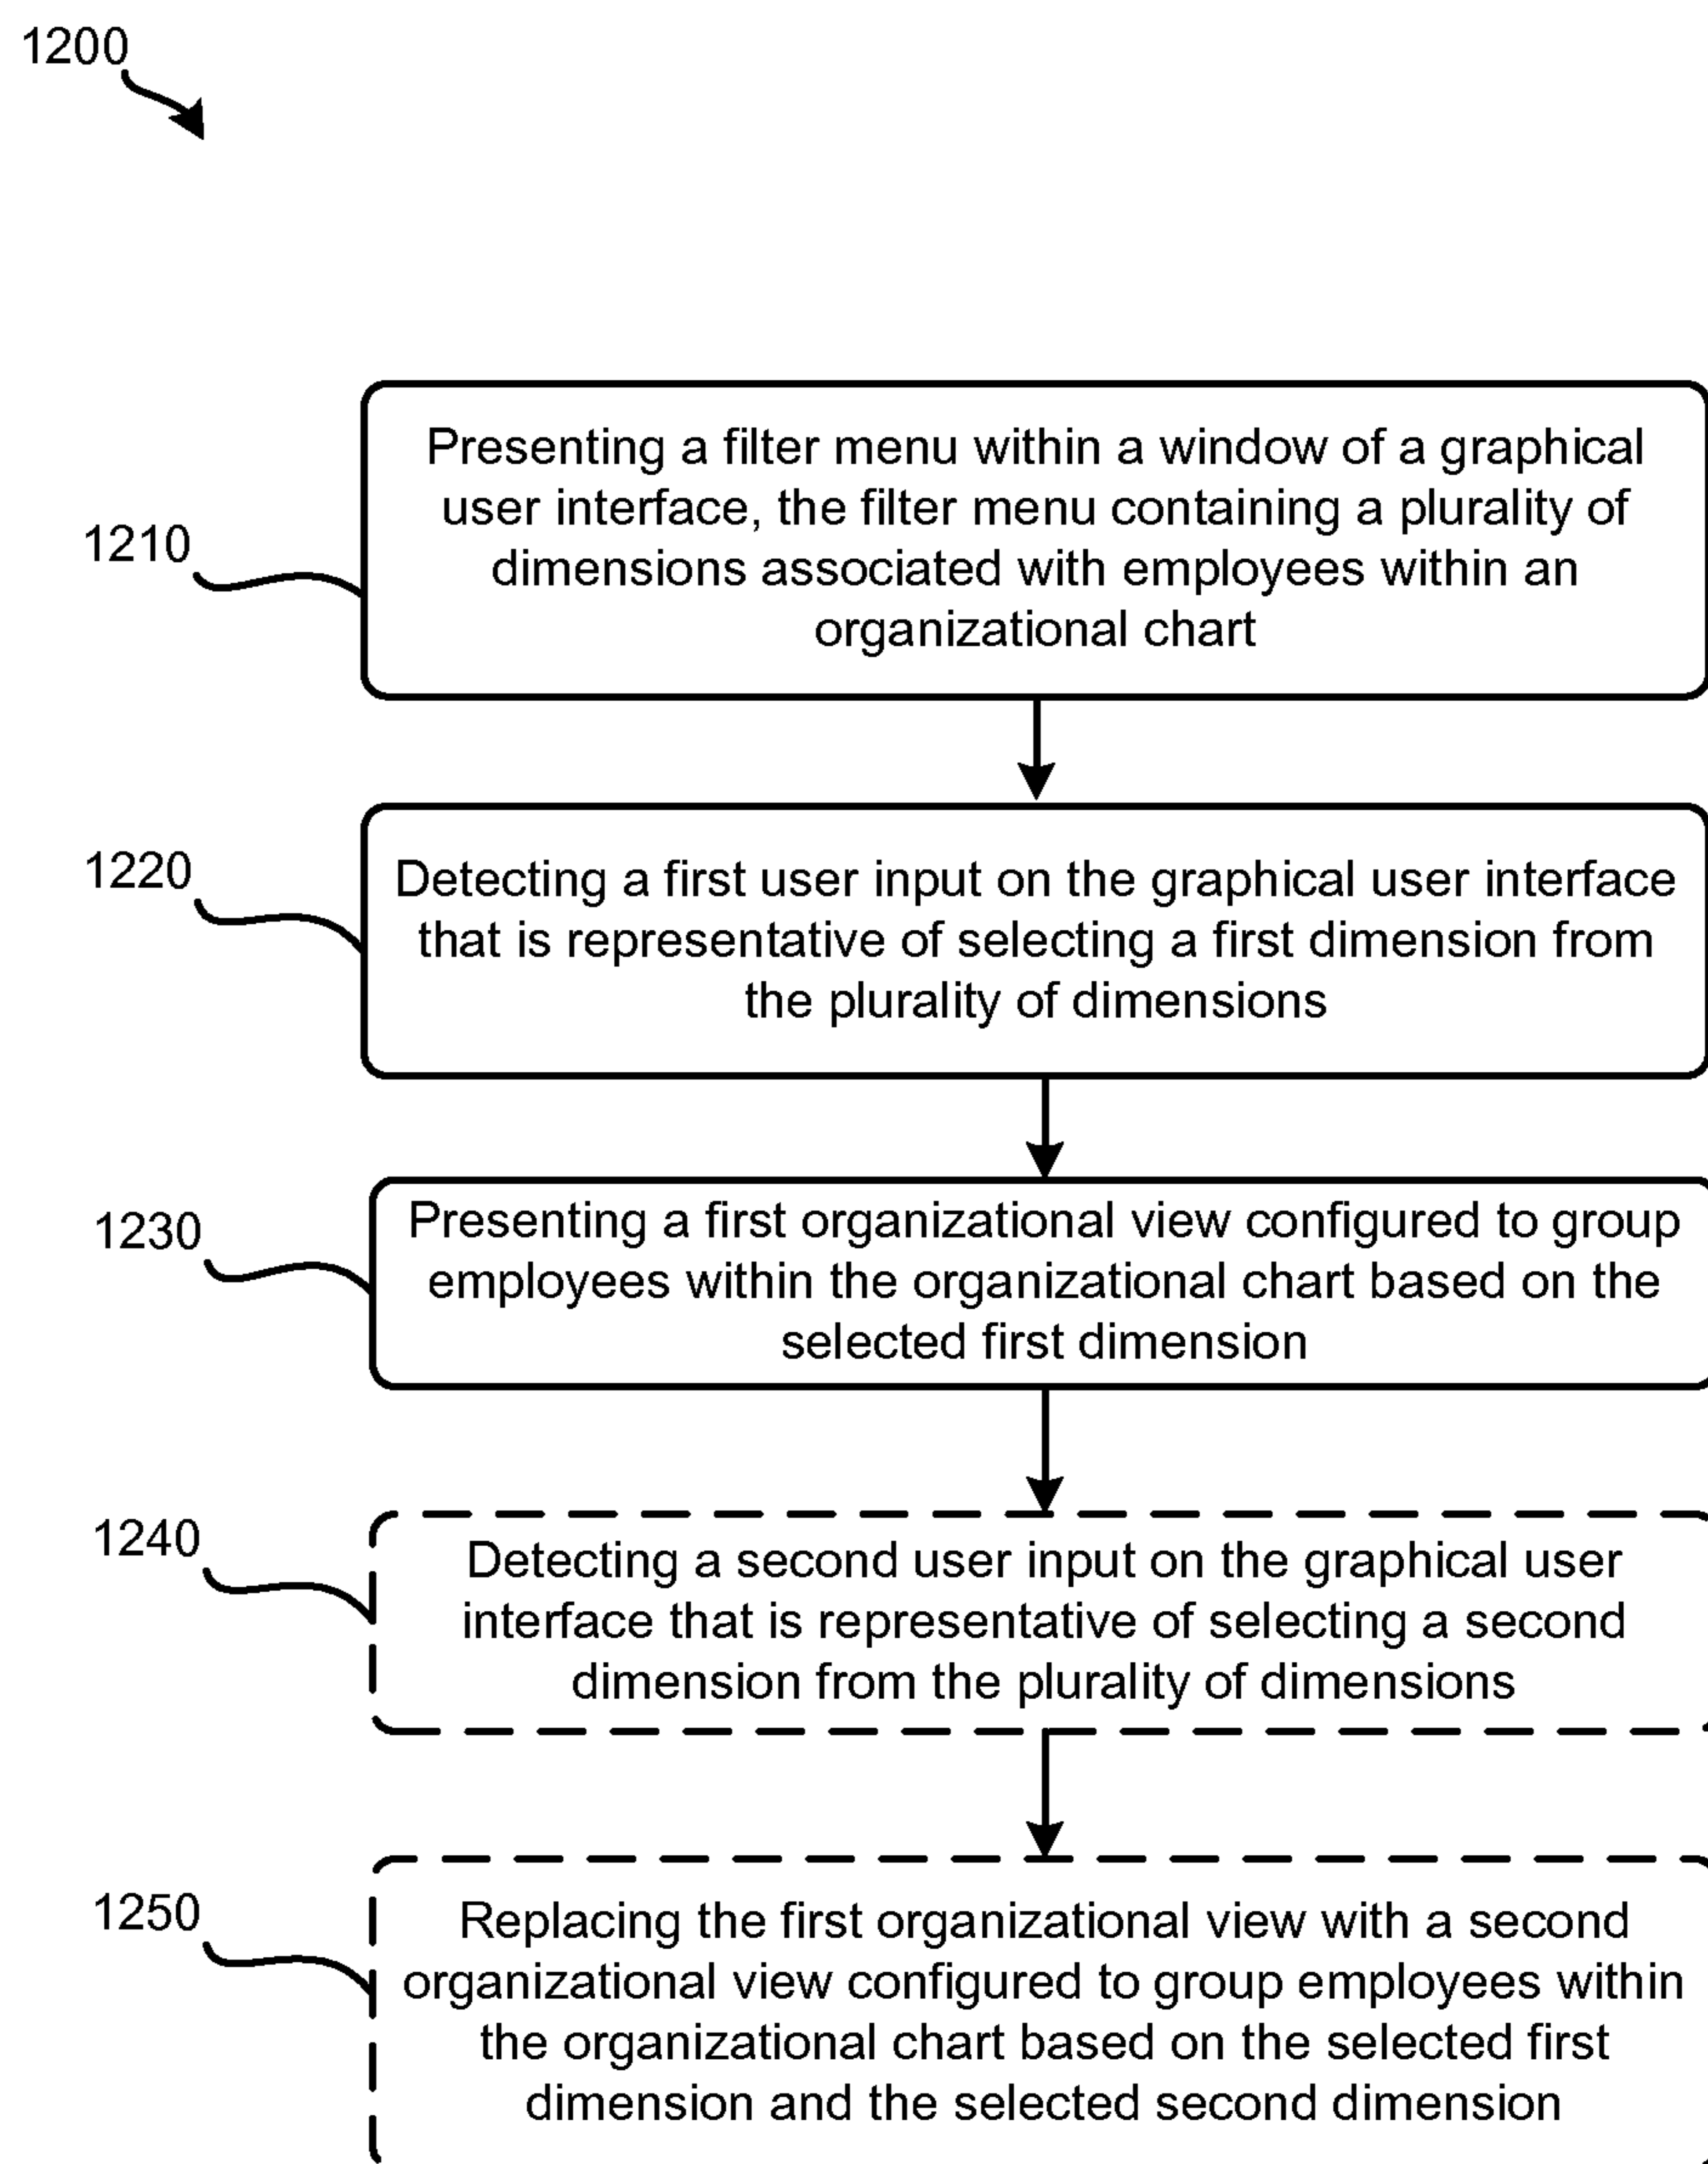 1200
1210
Presenting a filter menu within a window of a graphical
user interface, the filter menu containing a plurality of
dimensions associated with employees within an
organizational chart
1220
Detecting a first user input on the graphical user interface
that is representative of selecting a first dimension from
the plurality of dimensions
1230
Presenting a first organizational view configured to group
employees within the organizational chart based on the
selected first dimension
1240
Detecting a second user input on the graphical user
interface that is representative of selecting a second
dimension from the plurality of dimensions
1250
Replacing the first organizational view with a second
organizational view configured to group employees within
the organizational chart based on the selected first
dimension and the selected second dimension